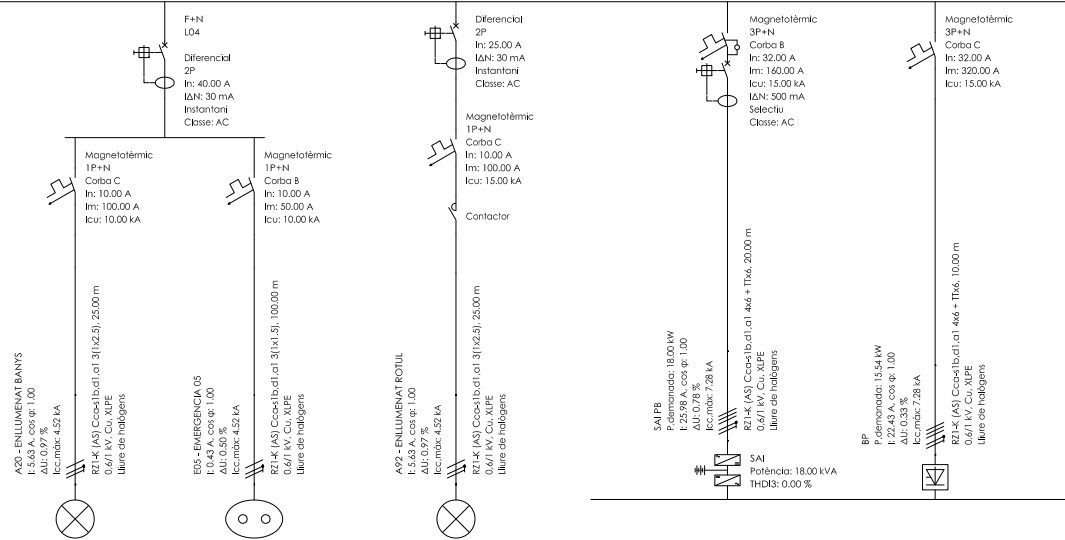 F+N
L04
Diferencial
2P
In: 40.00 A
IΔN: 30 mA
Instantani
Classe: AC
Magnetotèrmic
1P+N
Corba C
In: 10.00 A
Im: 100.00 A
Icu: 10.00 kA
Magnetotèrmic
1P+N
Corba B
In: 10.00 A
Im: 50.00 A
Icu: 10.00 kA
Diferencial
2P
In: 25.00 A
IΔN: 30 mA
Instantani
Classe: AC
Magnetotèrmic
1P+N
Corba C
In: 10.00 A
Im: 100.00 A
Icu: 15.00 kA
Contactor
Magnetotèrmic
3P+N
Corba B
In: 32.00 A
Im: 160.00 A
Icu: 15.00 kA
IΔN: 500 mA
Selectiu
Classe: AC
Magnetotèrmic
3P+N
Corba C
In: 32.00 A
Im: 320.00 A
Icu: 15.00 kA
A20 - ENLLUMENAT BANYS
I: 5.63 A, cos φ: 1.00
ΔU: 0.97 %
Icc.màx: 4.52 kA
RZ1-K (AS) Cca-s1b,d1,a1 3(1x2.5), 25.00 m
0.6/1 kV, Cu, XLPE
Lliure de halògens
E05 - EMERGENCIA 05
I: 0.43 A, cos φ: 1.00
ΔU: 0.50 %
Icc.màx: 4.52 kA
RZ1-K (AS) Cca-s1b,d1,a1 3(1x1.5), 100.00 m
0.6/1 kV, Cu, XLPE
Lliure de halògens
A92 - ENLLUMENAT ROTUL
I: 5.63 A, cos φ: 1.00
ΔU: 0.97 %
Icc.màx: 4.52 kA
RZ1-K (AS) Cca-s1b,d1,a1 3(1x2.5), 25.00 m
0.6/1 kV, Cu, XLPE
Lliure de halògens
SAI PB
P.demanada: 18.00 kW
I: 25.98 A, cos φ: 1.00
ΔU: 0.78 %
Icc.màx: 7.28 kA
RZ1-K (AS) Cca-s1b,d1,a1 4x6 + TTx6, 20.00 m
0.6/1 kV, Cu, XLPE
Lliure de halògens
BP
P.demanada: 15.54 kW
I: 22.43 A, cos φ: 1.00
ΔU: 0.33 %
Icc.màx: 7.28 kA
RZ1-K (AS) Cca-s1b,d1,a1 4x6 + TTx6, 10.00 m
0.6/1 kV, Cu, XLPE
Lliure de halògens
SAI
Potència: 18.00 kVA
THDI3: 0.00 %